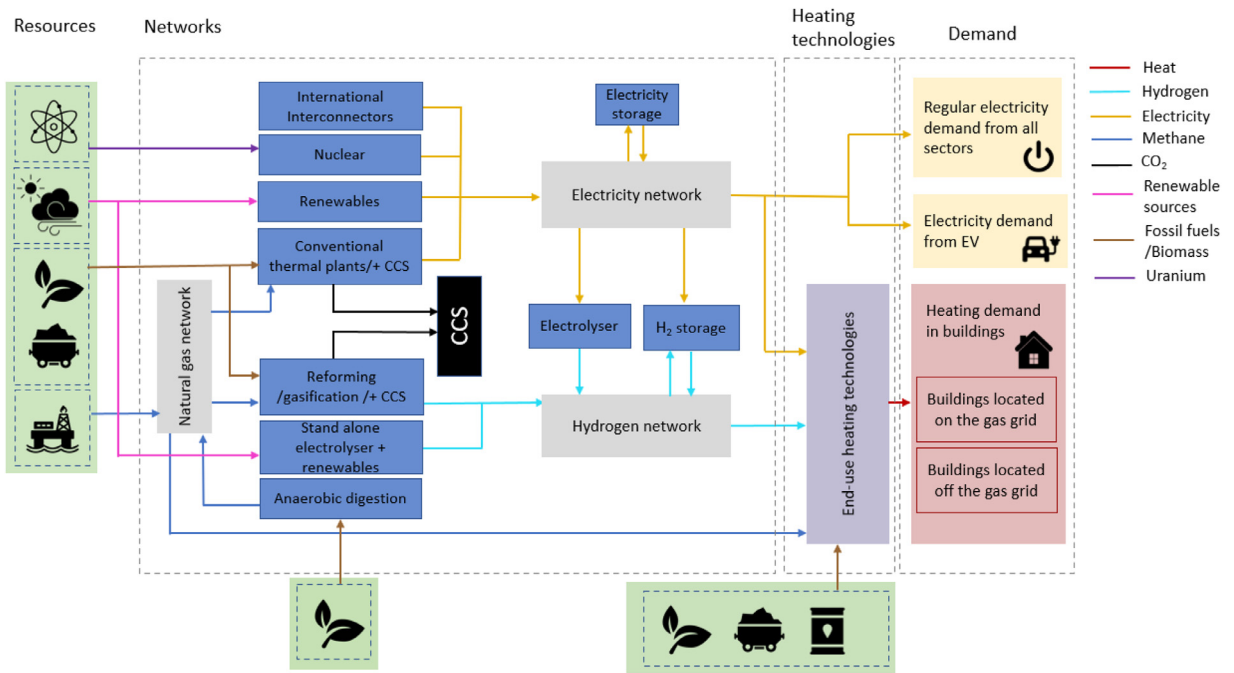 Resources
Networks
Heating
technologies
Demand
International
Interconnectors
Nuclear
Renewables
Conventional
thermal plants/+ CCS
Natural gas network
CCS
Reforming
/gasification /+ CCS
Stand alone
electrolyser +
renewables
Anaerobic digestion
Electricity
storage
Electricity network
Electrolyser
H₂ storage
Hydrogen network
End-use heating technologies
Regular electricity
demand from all
sectors
Electricity demand
from EV
Heating demand
in buildings
Buildings located
on the gas grid
Buildings located
off the gas grid
Heat
Hydrogen
Electricity
Methane
CO₂
Renewable
sources
Fossil fuels
/Biomass
Uranium